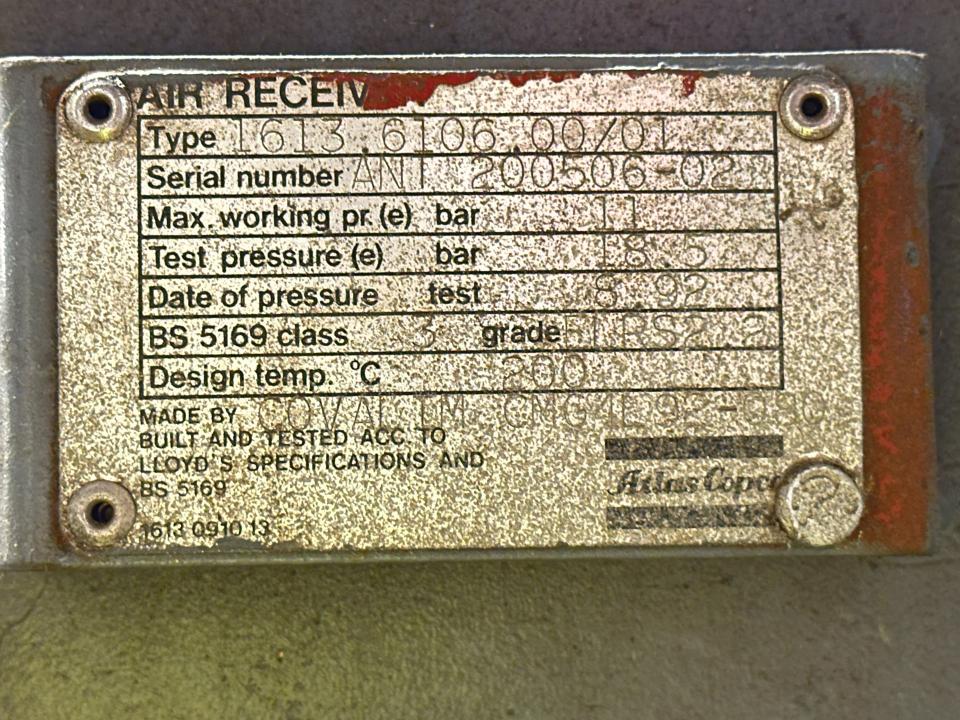 AIR RECEIV
Type 1613.6106.00/01
Serial number ANT 200506-02
Max. working pr. (e) bar 11
Test pressure (e) bar 18.5
Date of pressure test 8.92
BS 5169 class 3 grade
Design temp. °C 200
MADE BY
BUILT AND TESTED ACC. TO
LLOYD'S SPECIFICATIONS AND
BS 5169
Atlas Copco
1613 0910 13